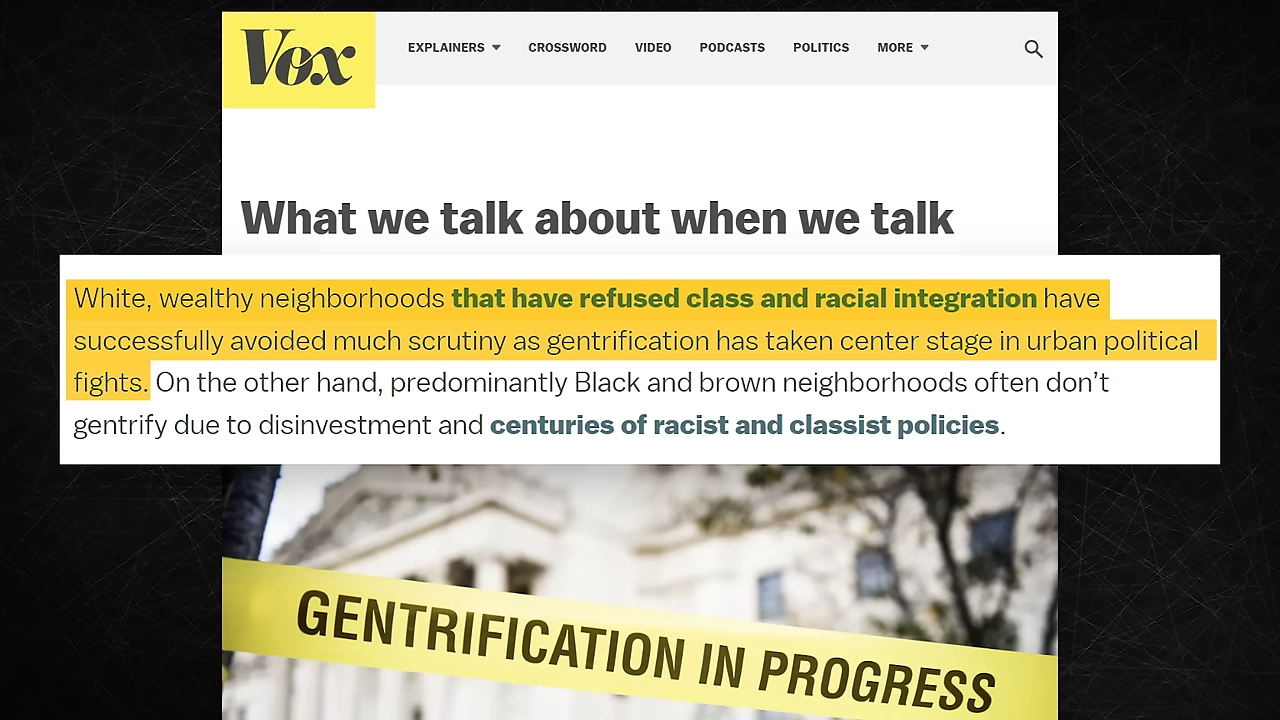 Vox EXPLAINERS CROSSWORD VIDEO PODCASTS POLITICS MORE
What we talk about when we talk
White, wealthy neighborhoods that have refused class and racial integration have
successfully avoided much scrutiny as gentrification has taken center stage in urban political
fights. On the other hand, predominantly Black and brown neighborhoods often don’t
gentrify due to disinvestment and centuries of racist and classist policies.
GENTRIFICATION IN PROGRESS